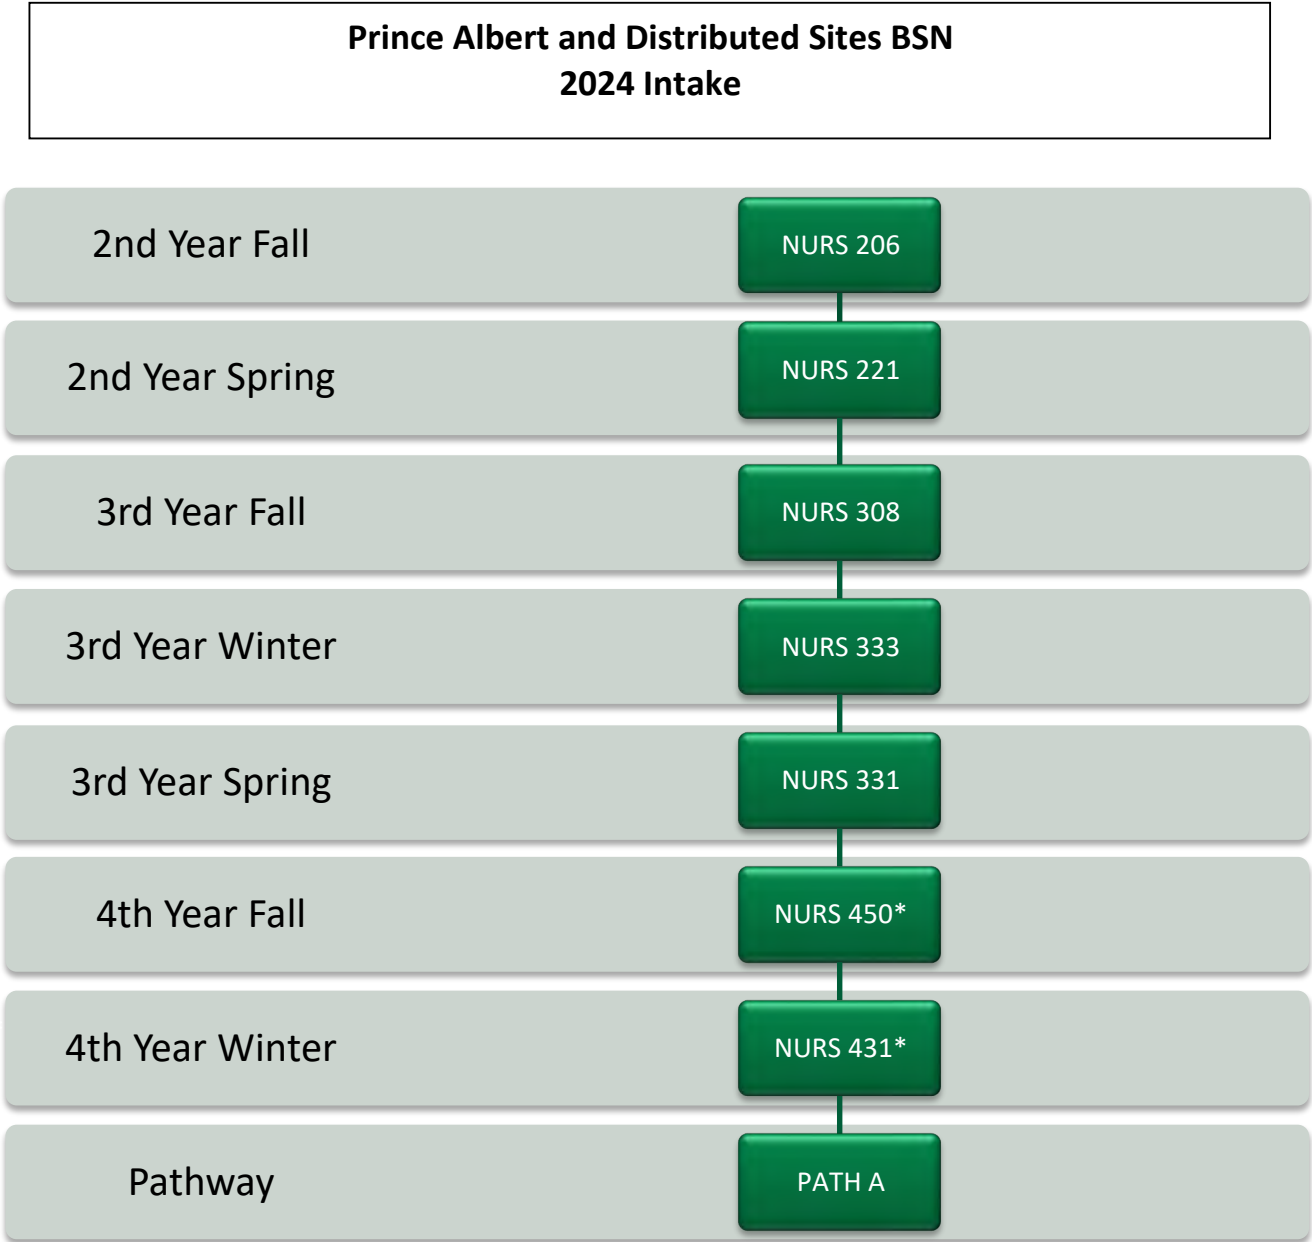 Prince Albert and Distributed Sites BSN
2024 Intake
2nd Year Fall
NURS 206
2nd Year Spring
NURS 221
3rd Year Fall
NURS 308
3rd Year Winter
NURS 333
3rd Year Spring
NURS 331
4th Year Fall
NURS 450*
4th Year Winter
NURS 431*
Pathway
PATH A